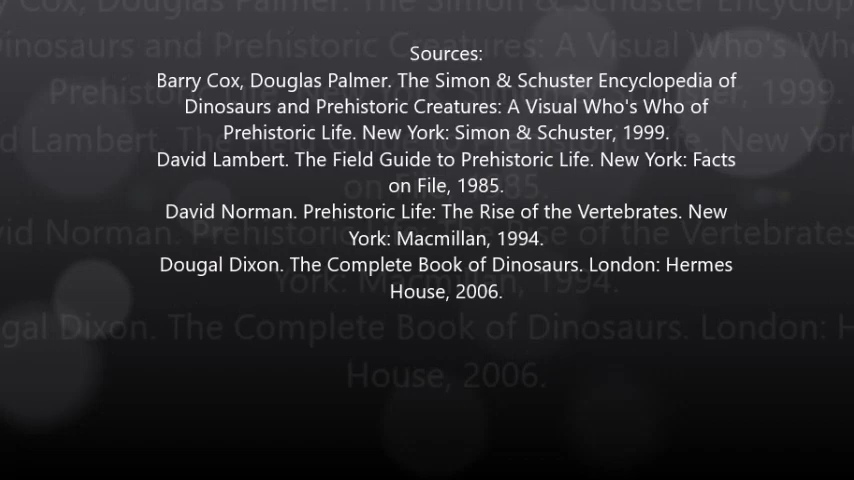 Sources:
Barry Cox, Douglas Palmer. The Simon & Schuster Encyclopedia of
Dinosaurs and Prehistoric Creatures: A Visual Who's Who of
Prehistoric Life. New York: Simon & Schuster, 1999.
David Lambert. The Field Guide to Prehistoric Life. New York: Facts
on File, 1985.
David Norman. Prehistoric Life: The Rise of the Vertebrates. New
York: Macmillan, 1994.
Dougal Dixon. The Complete Book of Dinosaurs. London: Hermes
House, 2006.